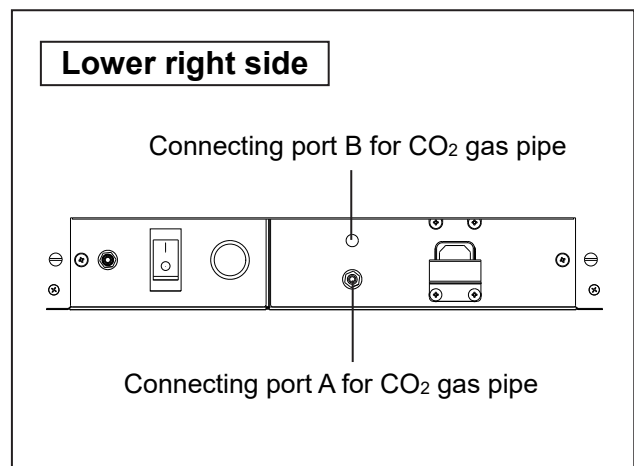 Lower right side
Connecting port B for CO₂ gas pipe
Connecting port A for CO₂ gas pipe